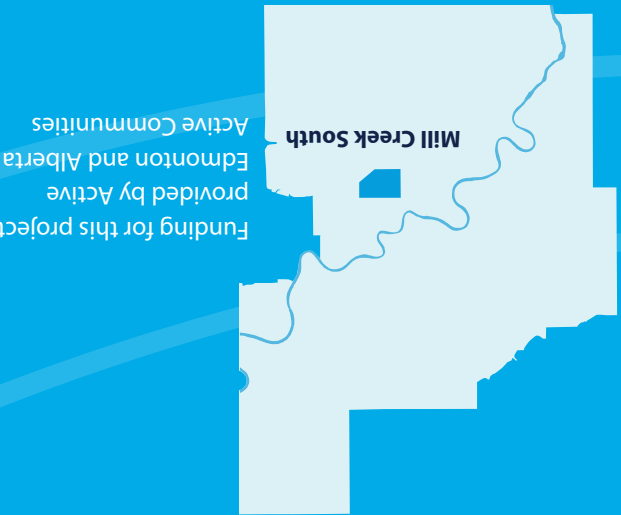 Funding for this project
provided by Active
Edmonton and Alberta
Active Communities
Mill Creek South